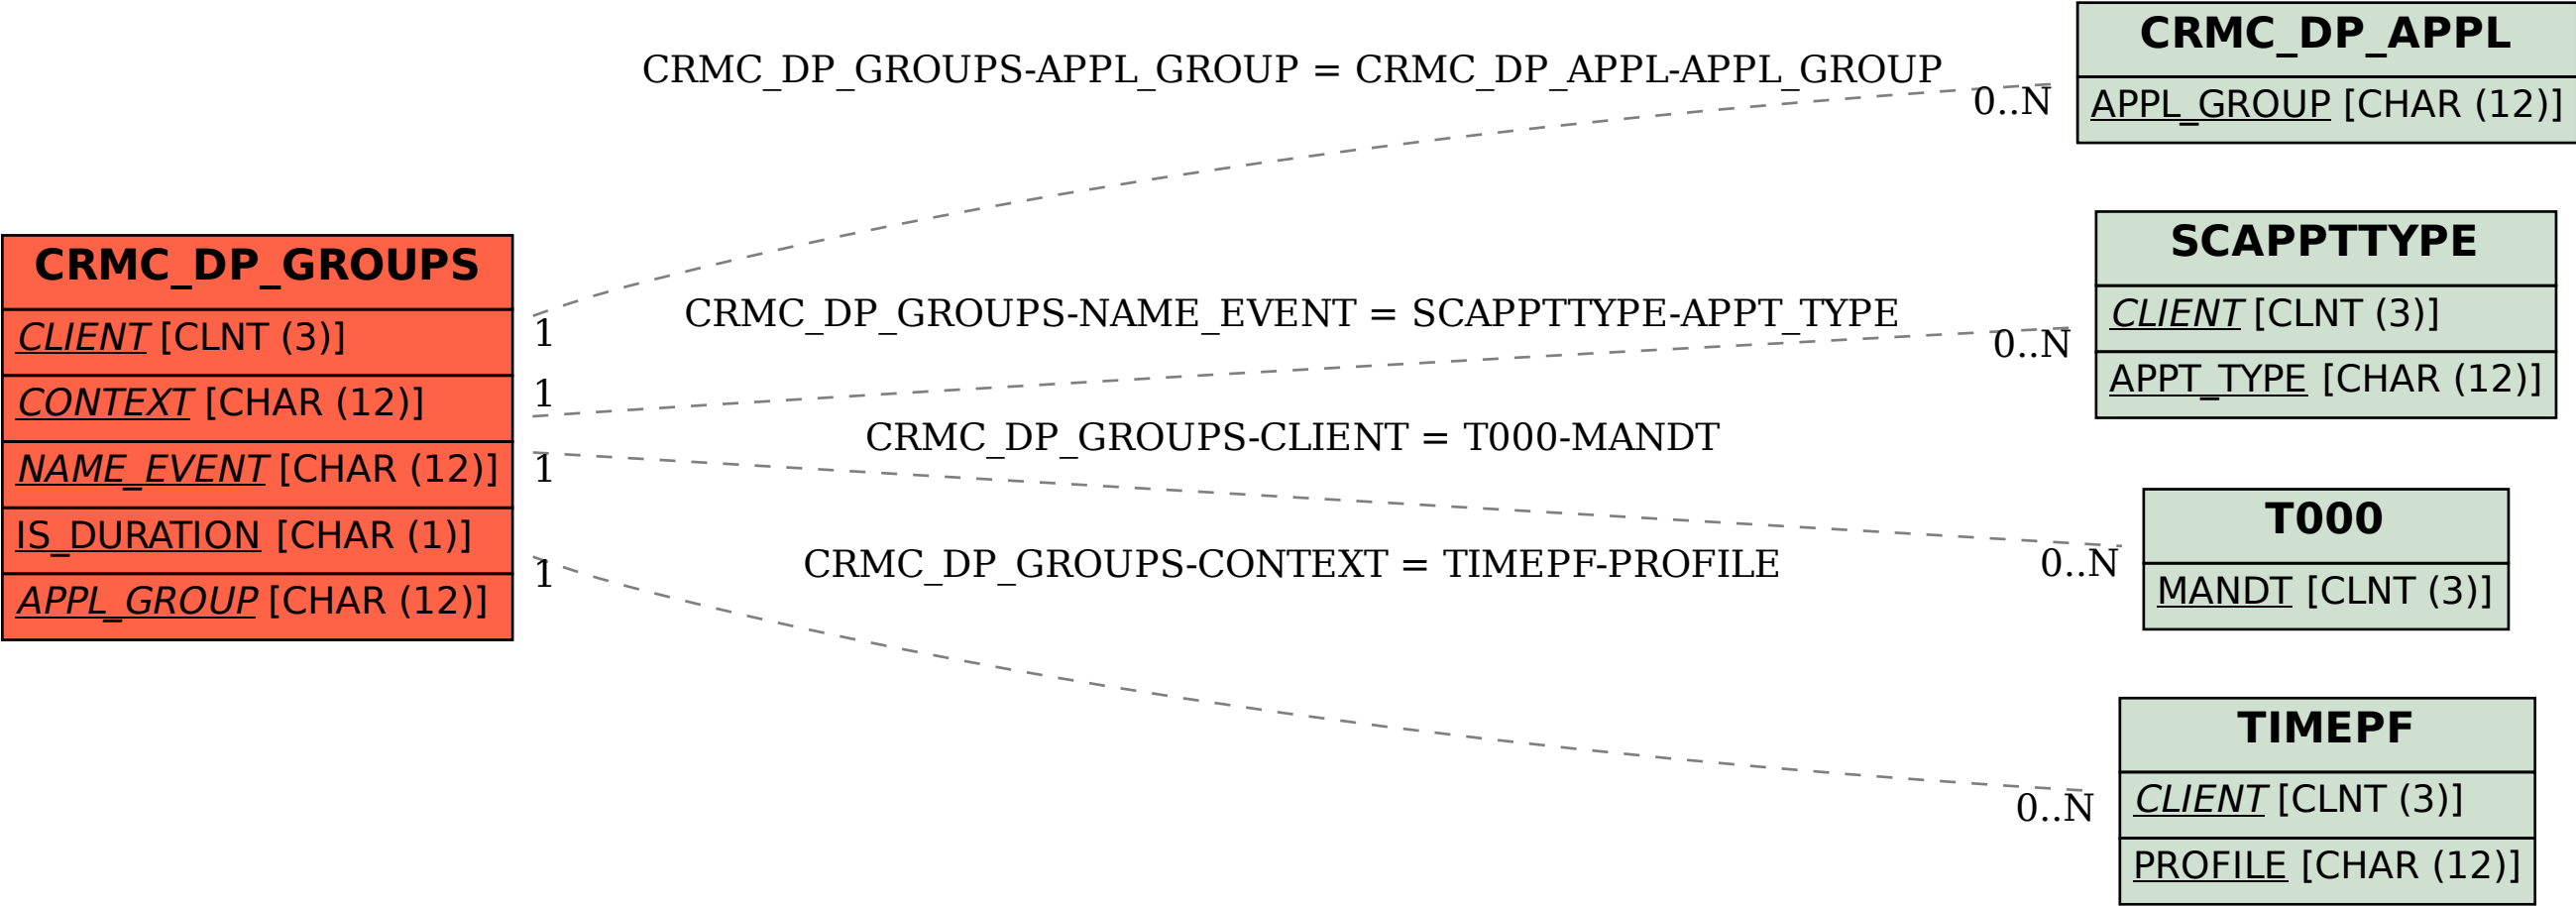 CRMC_DP_GROUPS
CLIENT [CLNT (3)]
CONTEXT [CHAR (12)]
NAME_EVENT [CHAR (12)]
IS_DURATION [CHAR (1)]
APPL_GROUP [CHAR (12)]
CRMC_DP_GROUPS-APPL_GROUP = CRMC_DP_APPL-APPL_GROUP
1
0..N
CRMC_DP_GROUPS-NAME_EVENT = SCAPPTTYPE-APPT_TYPE
1
0..N
CRMC_DP_GROUPS-CLIENT = T000-MANDT
1
0..N
CRMC_DP_GROUPS-CONTEXT = TIMEPF-PROFILE
1
0..N
CRMC_DP_APPL
APPL_GROUP [CHAR (12)]
SCAPPTTYPE
CLIENT [CLNT (3)]
APPT_TYPE [CHAR (12)]
T000
MANDT [CLNT (3)]
TIMEPF
CLIENT [CLNT (3)]
PROFILE [CHAR (12)]